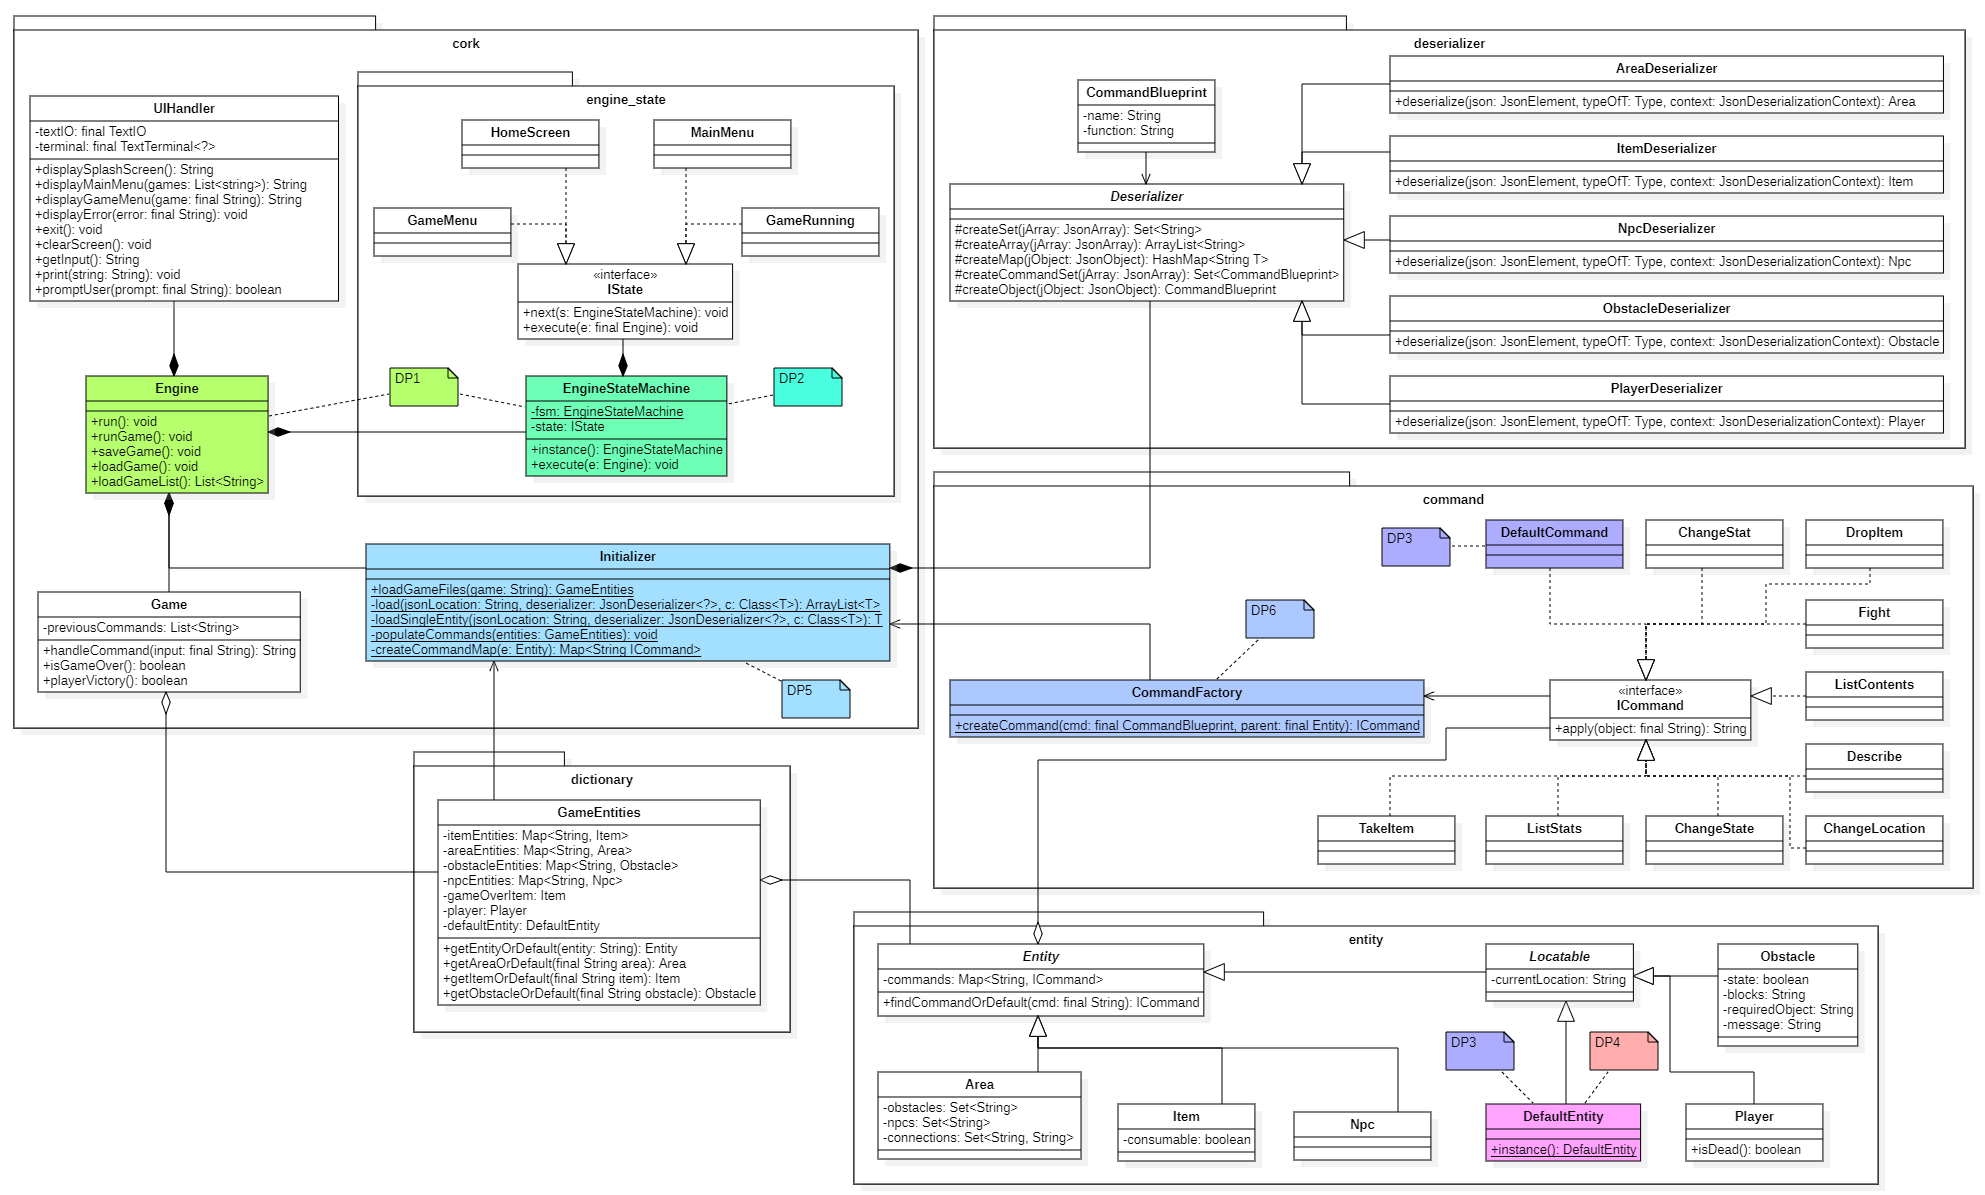 cork
UIHandler
-textIO: final TextIO
-terminal: final TextTerminal<?>
+displaySplashScreen(): String
+displayMainMenu(games: List<string>): String
+displayGameMenu(game: final String): String
+displayError(error: final String): void
+exit(): void
+clearScreen(): void
+getInput(): String
+print(string: String): void
+promptUser(prompt: final String): boolean
engine_state
HomeScreen
MainMenu
GameMenu
GameRunning
«interface»
IState
+next(s: EngineStateMachine): void
+execute(e: final Engine): void
Engine
+run(): void
+runGame(): void
+saveGame(): void
+loadGame(): void
+loadGameList(): List<String>
DP1
EngineStateMachine
-fsm: EngineStateMachine
-state: IState
+instance(): EngineStateMachine
+execute(e: Engine): void
DP2
Initializer
+loadGameFiles(game: String): GameEntities
-load(jsonLocation: String, deserializer: JsonDeserializer<?>, c: Class<T>): ArrayList<T>
-loadSingleEntity(jsonLocation: String, deserializer: JsonDeserializer<?>, c: Class<T>): T
-populateCommands(entities: GameEntities): void
-createCommandMap(e: Entity): Map<String ICommand>
DP5
Game
-previousCommands: List<String>
+handleCommand(input: final String): String
+isGameOver(): boolean
+playerVictory(): boolean
deserializer
CommandBlueprint
-name: String
-function: String
Deserializer
#createSet(jArray: JsonArray): Set<String>
#createArray(jArray: JsonArray): ArrayList<String>
#createMap(jObject: JsonObject): HashMap<String T>
#createCommandSet(jArray: JsonArray): Set<CommandBlueprint>
#createObject(jObject: JsonObject): CommandBlueprint
AreaDeserializer
+deserialize(json: JsonElement, typeOfT: Type, context: JsonDeserializationContext): Area
ItemDeserializer
+deserialize(json: JsonElement, typeOfT: Type, context: JsonDeserializationContext): Item
NpcDeserializer
+deserialize(json: JsonElement, typeOfT: Type, context: JsonDeserializationContext): Npc
ObstacleDeserializer
+deserialize(json: JsonElement, typeOfT: Type, context: JsonDeserializationContext): Obstacle
PlayerDeserializer
+deserialize(json: JsonElement, typeOfT: Type, context: JsonDeserializationContext): Player
command
DP3
DefaultCommand
ChangeStat
DropItem
Fight
DP6
CommandFactory
+createCommand(cmd: final CommandBlueprint, parent: final Entity): ICommand
«interface»
ICommand
+apply(object: final String): String
ListContents
Describe
TakeItem
ListStats
ChangeState
ChangeLocation
dictionary
GameEntities
-itemEntities: Map<String, Item>
-areaEntities: Map<String, Area>
-obstacleEntities: Map<String, Obstacle>
-npcEntities: Map<String, Npc>
-gameOverItem: Item
-player: Player
-defaultEntity: DefaultEntity
+getEntityOrDefault(entity: String): Entity
+getAreaOrDefault(final String area): Area
+getItemOrDefault(final String item): Item
+getObstacleOrDefault(final String obstacle): Obstacle
entity
Entity
-commands: Map<String, ICommand>
+findCommandOrDefault(cmd: final String): ICommand
Locatable
-currentLocation: String
Obstacle
-state: boolean
-blocks: String
-requiredObject: String
-message: String
DP3
DP4
Area
-obstacles: Set<String>
-npcs: Set<String>
-connections: Set<String, String>
Item
-consumable: boolean
Npc
DefaultEntity
+instance(): DefaultEntity
Player
+isDead(): boolean